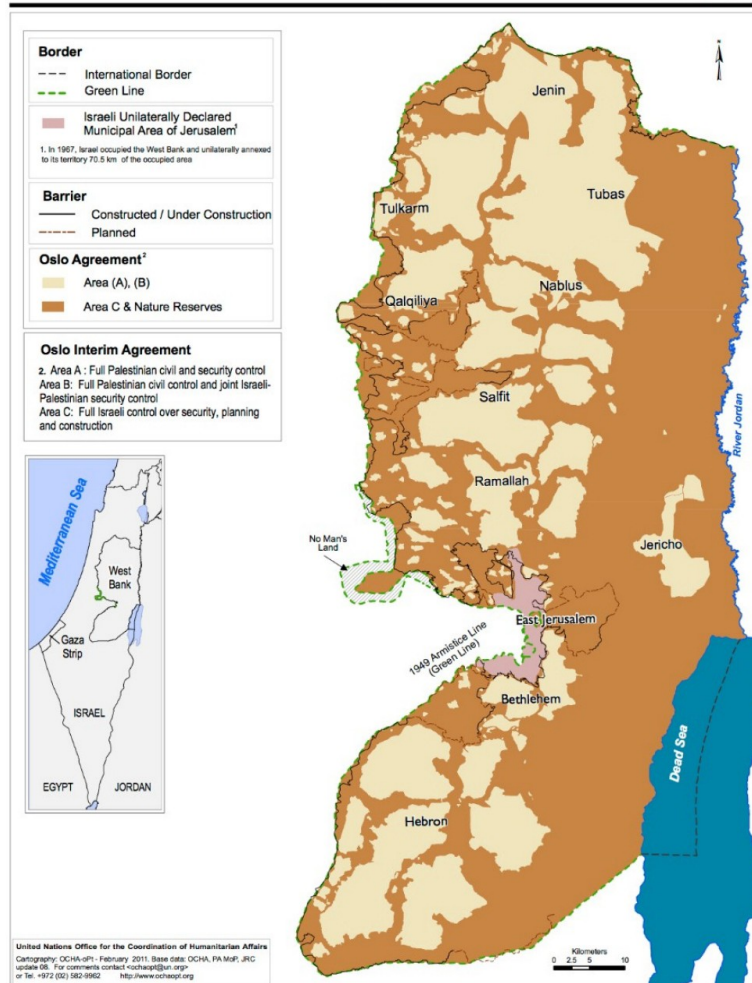 Border
International Border
Green Line
Israeli Unilaterally Declared
Municipal Area of Jerusalem1
1. In 1967, Israel occupied the West Bank and unilaterally annexed
to its territory 70.5 km of the occupied area
Barrier
Constructed / Under Construction
Planned
Oslo Agreement2
Area (A), (B)
Area C & Nature Reserves
Oslo Interim Agreement
2. Area A : Full Palestinian civil and security control
Area B: Full Palestinian civil control and joint Israeli-
Palestinian security control
Area C: Full Israeli control over security, planning
and construction
Mediterranean Sea
West
Bank
Gaza
Strip
ISRAEL
EGYPT
JORDAN
Jenin
Tubas
Tulkarm
Nablus
Qalqiliya
Salfit
River Jordan
Ramallah
No Man's
Land
Jericho
East Jerusalem
1949 Armistice Line
(Green Line)
Bethlehem
Dead Sea
Hebron
Kilometers
0 2.5 5 10
United Nations Office for the Coordination of Humanitarian Affairs
Cartography: OCHA-oPt - February 2011. Base data: OCHA, PA MoP, JRC
update 08. For comments contact <ochaopt@un.org>
or Tel. +972 (02) 582-9962 http://www.ochaopt.org